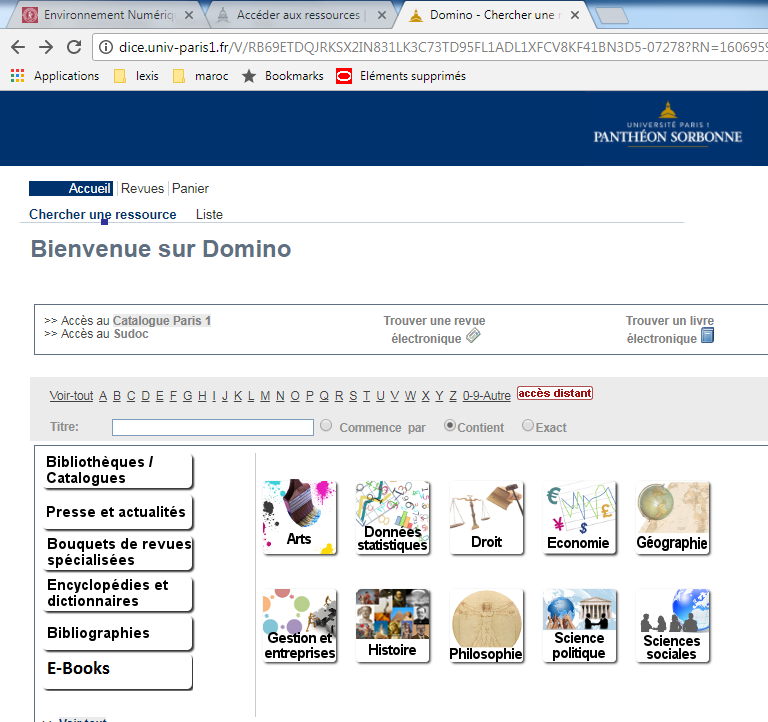 Environnement Numériq
Accéder aux ressources |
Domino - Chercher une r
dice.univ-paris1.fr/V/RB69ETDQJRKSX2IN831LK3C73TD95FL1ADL1XFCV8KF41BN3D5-07278?RN=1606959
Applications lexis maroc Bookmarks Eléments supprimés
UNIVERSITÉ PARIS 1
PANTHÉON SORBONNE
Accueil Revues Panier
Chercher une ressource Liste
Bienvenue sur Domino
>> Accès au Catalogue Paris 1
>> Accès au Sudoc
Trouver une revue
électronique
Trouver un livre
électronique
Voir-tout A B C D E F G H I J K L M N O P Q R S T U V W X Y Z 0-9-Autre accès distant
Titre: Commence par Contient Exact
Bibliothèques /
Catalogues
Presse et actualités
Bouquets de revues
spécialisées
Encyclopédies et
dictionnaires
Bibliographies
E-Books
Arts
Données
statistiques
Droit
Economie
Géographie
Gestion et
entreprises
Histoire
Philosophie
Science
politique
Sciences
sociales
>> Voir tout